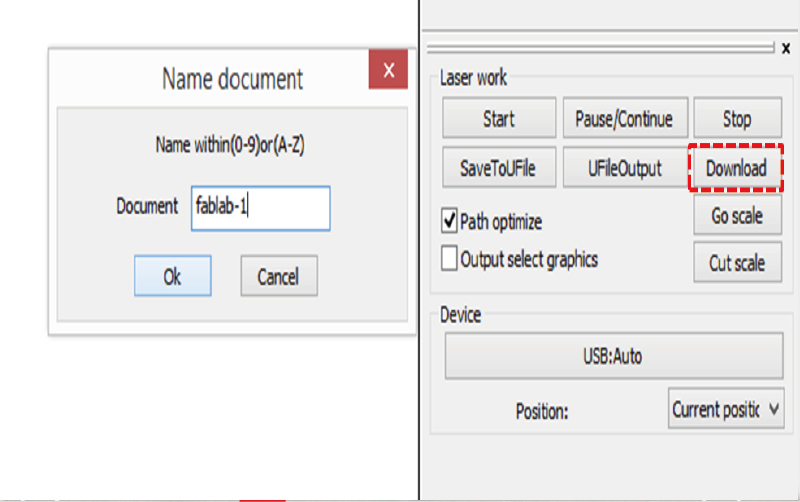 Name document
x
Name within(0-9)or(A-Z)
Document fablab-1
Ok Cancel
x
Laser work
Start Pause/Continue Stop
SaveToUFile UFileOutput Download
Path optimize Go scale
Output select graphics Cut scale
Device
USB:Auto
Position: Current positic